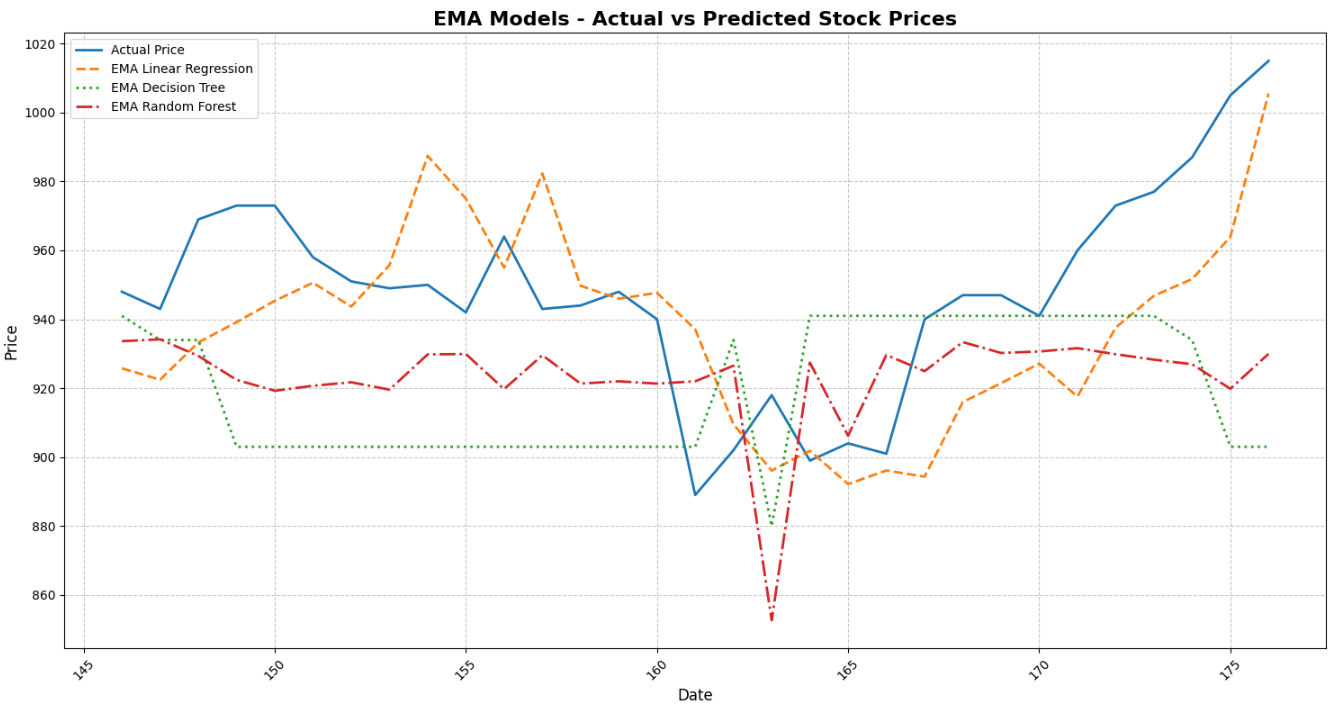 EMA Models - Actual vs Predicted Stock Prices
Actual Price
EMA Linear Regression
EMA Decision Tree
EMA Random Forest
Price
1020
1000
980
960
940
920
900
880
860
145
150
155
160
165
170
175
Date